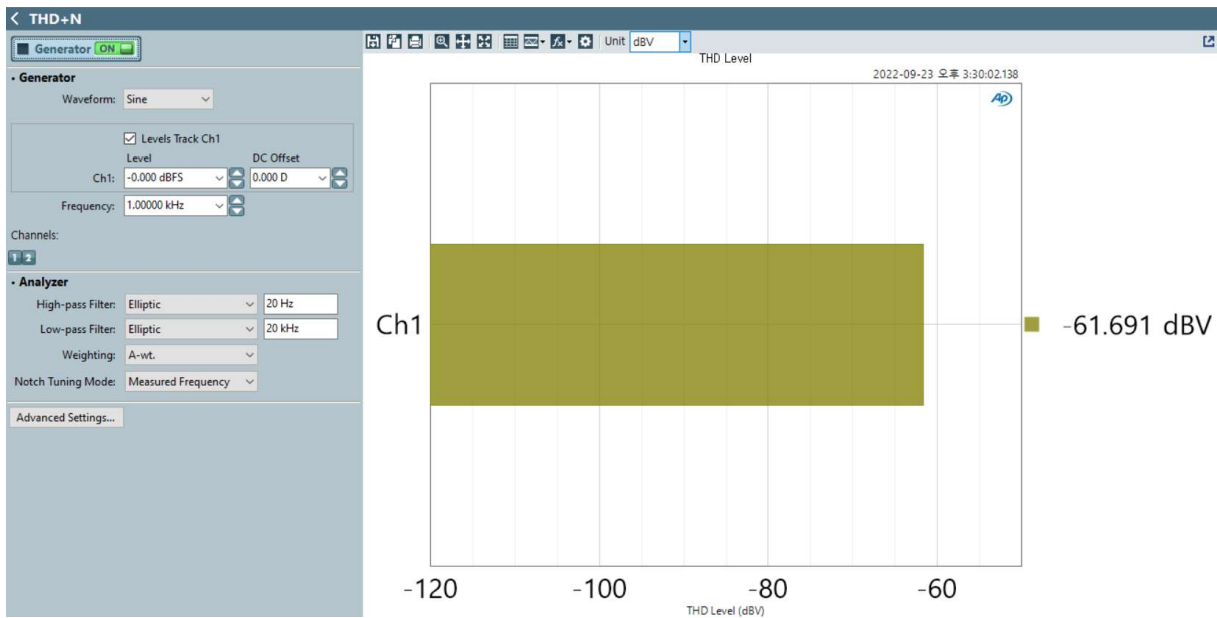 THD+N
Generator ON
Generator
Waveform: Sine
Levels Track Ch1
Level DC Offset
Ch1: -0.000 dBFS 0.000 D
Frequency: 1.00000 kHz
Channels:
1 2
Analyzer
High-pass Filter: Elliptic 20 Hz
Low-pass Filter: Elliptic 20 kHz
Weighting: A-wt.
Notch Tuning Mode: Measured Frequency
Advanced Settings...
Unit dBV
THD Level
2022-09-23 오후 3:30:02.138
AP
Ch1
-61.691 dBV
-120 -100 -80 -60
THD Level (dBV)